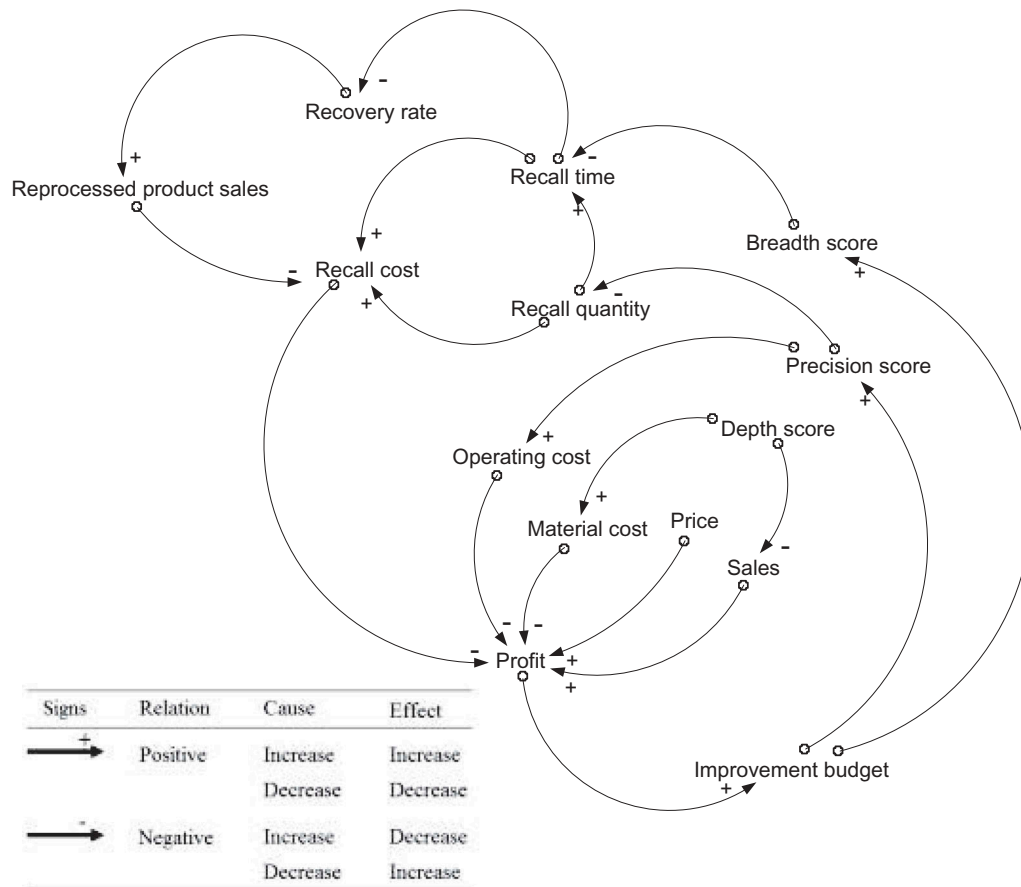 -
Recovery rate
+
-
Recall time
Reprocessed product sales
+
+
Breadth score
-
Recall cost
+
+
Recall quantity
-
Precision score
+
Depth score
+
Operating cost
+
Material cost
Price
-
Sales
-
-
-
Profit
+
+
Improvement budget
+
Signs Relation Cause Effect
+
Positive Increase Increase
Decrease Decrease
-
Negative Increase Decrease
Decrease Increase